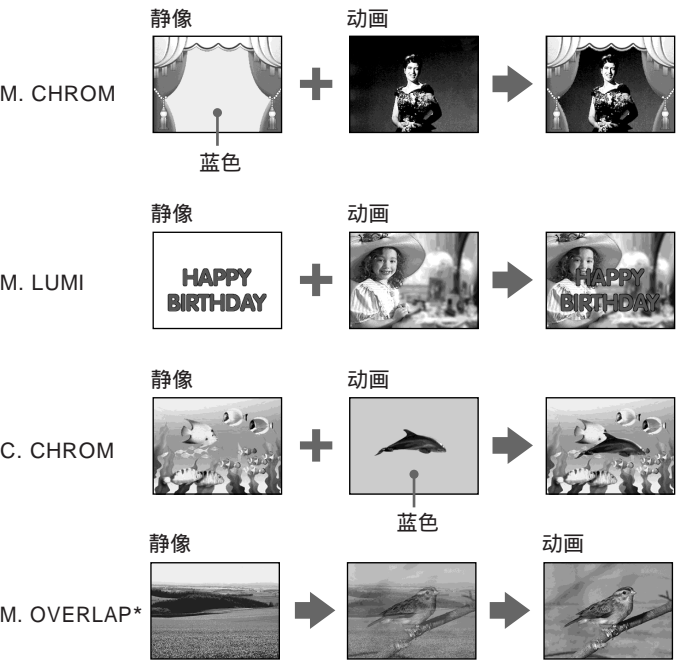 静像 动画
M. CHROM
蓝色
静像 动画
M. LUMI
HAPPY
BIRTHDAY
HAPPY
BIRTHDAY
静像 动画
C. CHROM
蓝色
静像 动画
M. OVERLAP*